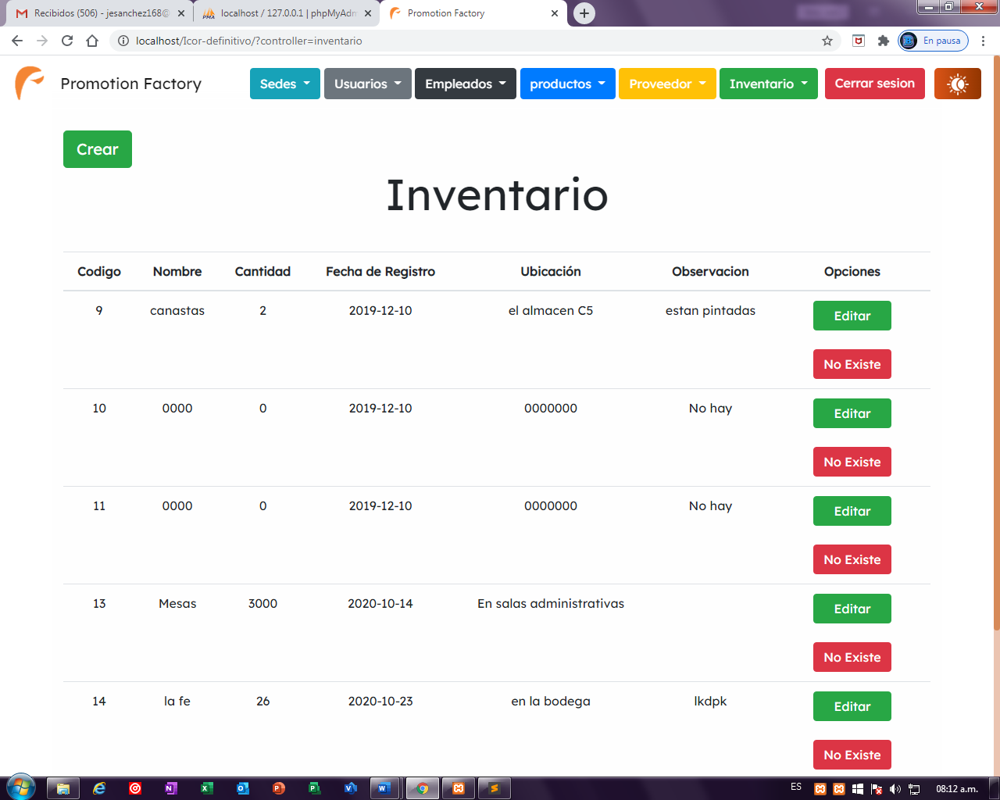 Recibidos (506) - jesanchez168@
localhost / 127.0.0.1 | phpMyAdm
Promotion Factory
localhost/Icor-definitivo/?controller=inventario
En pausa
Promotion Factory
Sedes
Usuarios
Empleados
productos
Proveedor
Inventario
Cerrar sesion
Crear
Inventario
Codigo Nombre Cantidad Fecha de Registro Ubicación Observacion Opciones
9 canastas 2 2019-12-10 el almacen C5 estan pintadas Editar
No Existe
10 0000 0 2019-12-10 0000000 No hay Editar
No Existe
11 0000 0 2019-12-10 0000000 No hay Editar
No Existe
13 Mesas 3000 2020-10-14 En salas administrativas Editar
No Existe
14 la fe 26 2020-10-23 en la bodega lkdpk Editar
No Existe
ES
08:12 a.m.